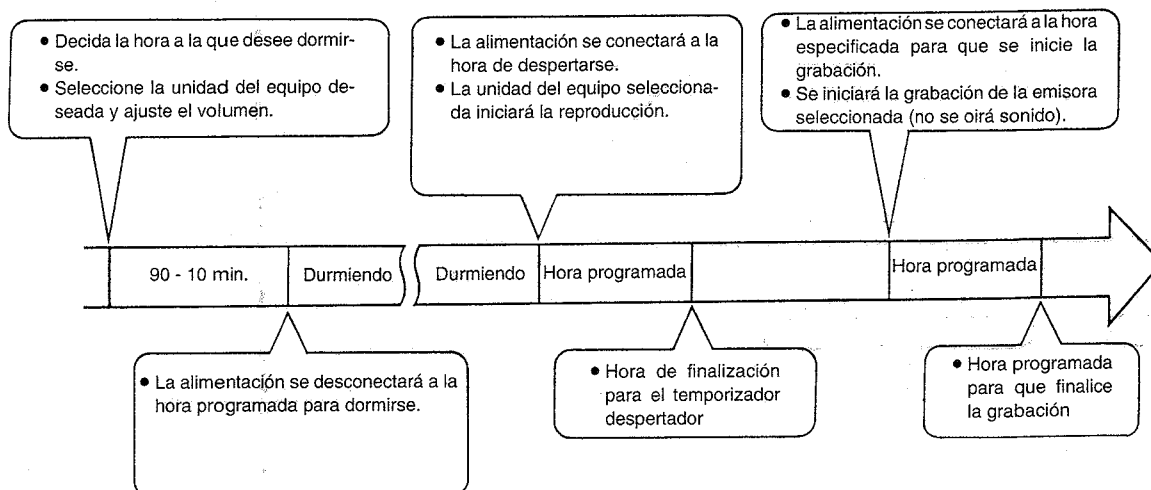 ● Decida la hora a la que desee dormir-
se.
● Seleccione la unidad del equipo de-
seada y ajuste el volumen.
● La alimentación se conectará a la
hora de despertarse.
● La unidad del equipo selecciona-
da iniciará la reproducción.
● La alimentación se conectará a la hora
especificada para que se inicie la
grabación.
● Se iniciará la grabación de la emisora
seleccionada (no se oirá sonido).
90 - 10 min.
Durmiendo
Durmiendo
Hora programada
Hora programada
● La alimentación se desconectará a la
hora programada para dormirse.
● Hora de finalización
para el temporizador
despertador
● Hora programada
para que finalice
la grabación